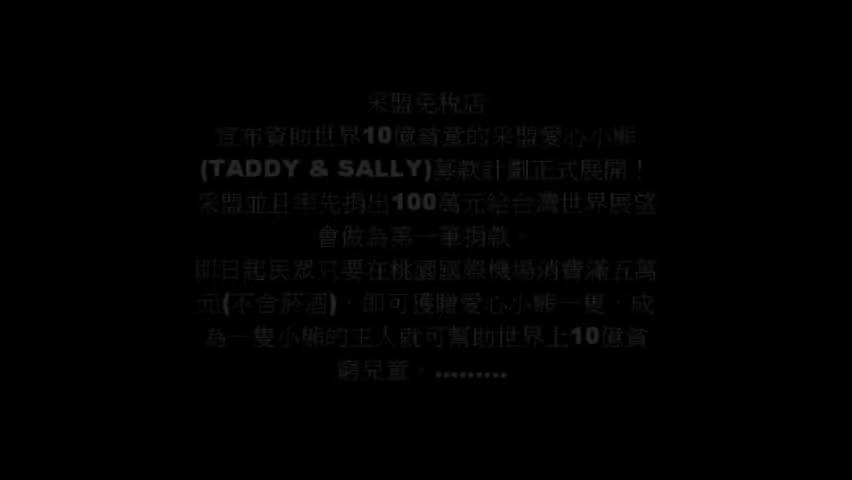 采盟免稅店
宣布資助世界10億貧童的采盟愛心小熊
(TADDY & SALLY)募款計劃正式展開！
采盟並且率先捐出100萬元給台灣世界展望
會做為第一筆捐款。
即日起民眾只要在桃園國際機場消費滿五萬
元(不含菸酒)，即可獲贈愛心小熊一隻，成
為一隻小熊的主人就可幫助世界上10億貧
窮兒童。.........